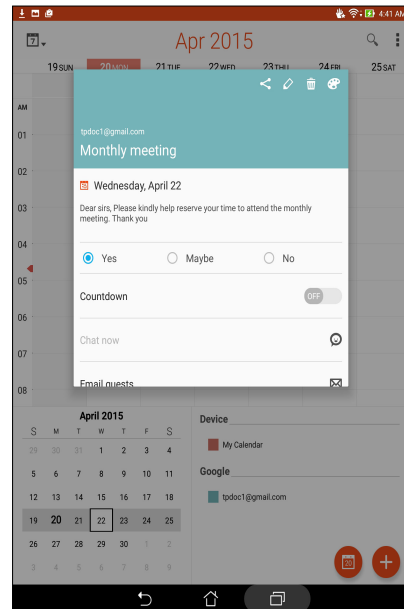 4:41 AM
7
Apr 2015
19 SUN 20 MON 21 TUE 22 WED 23 THU 24 FRI 25 SAT
AM
01
02
03
04
05
06
07
08
tpdoc1@gmail.com
Monthly meeting
Wednesday, April 22
Dear sirs, Please kindly help reserve your time to attend the monthly
meeting. Thank you
Yes Maybe No
Countdown OFF
Chat now
Email guests
April 2015
S M T W T F S
29 30 31 1 2 3 4
5 6 7 8 9 10 11
12 13 14 15 16 17 18
19 20 21 22 23 24 25
26 27 28 29 30 1 2
3 4 5 6 7 8 9
Device
My Calendar
Google
tpdoc1@gmail.com
20